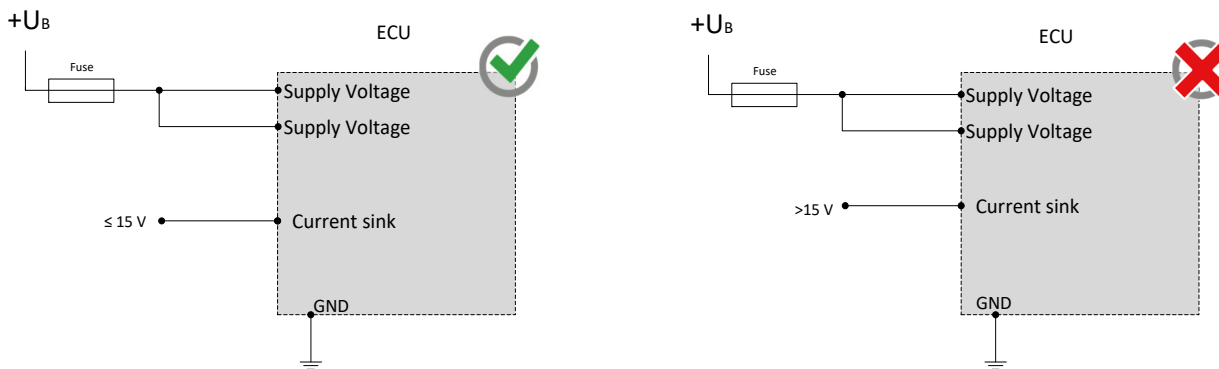 +UB
ECU
Fuse
Supply Voltage
Supply Voltage
≤ 15 V
Current sink
GND
+UB
ECU
Fuse
Supply Voltage
Supply Voltage
>15 V
Current sink
GND